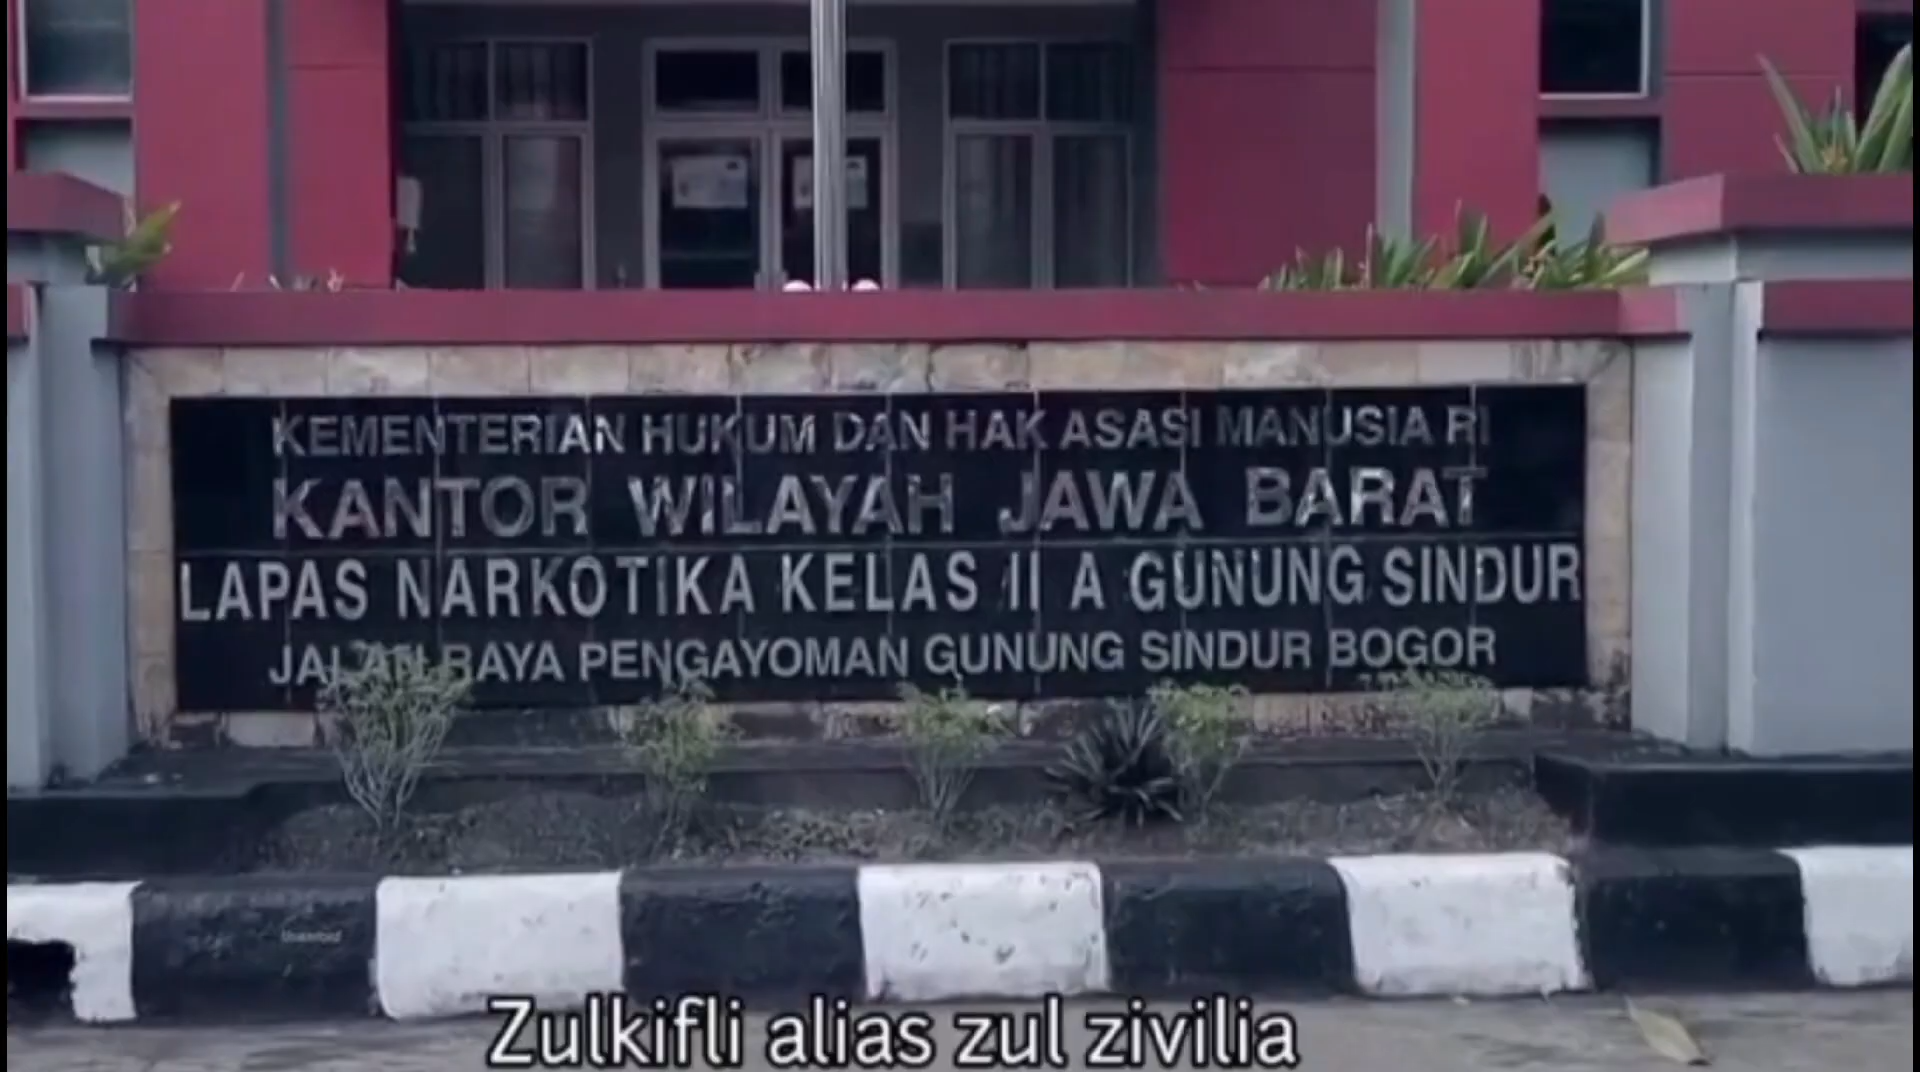 KEMENTERIAN HUKUM DAN HAK ASASI MANUSIA RI
KANTOR WILAYAH JAWA BARAT
LAPAS NARKOTIKA KELAS II A GUNUNG SINDUR
JALAN RAYA PENGAYOMAN GUNUNG SINDUR BOGOR
Zulkifli alias zul zivilia